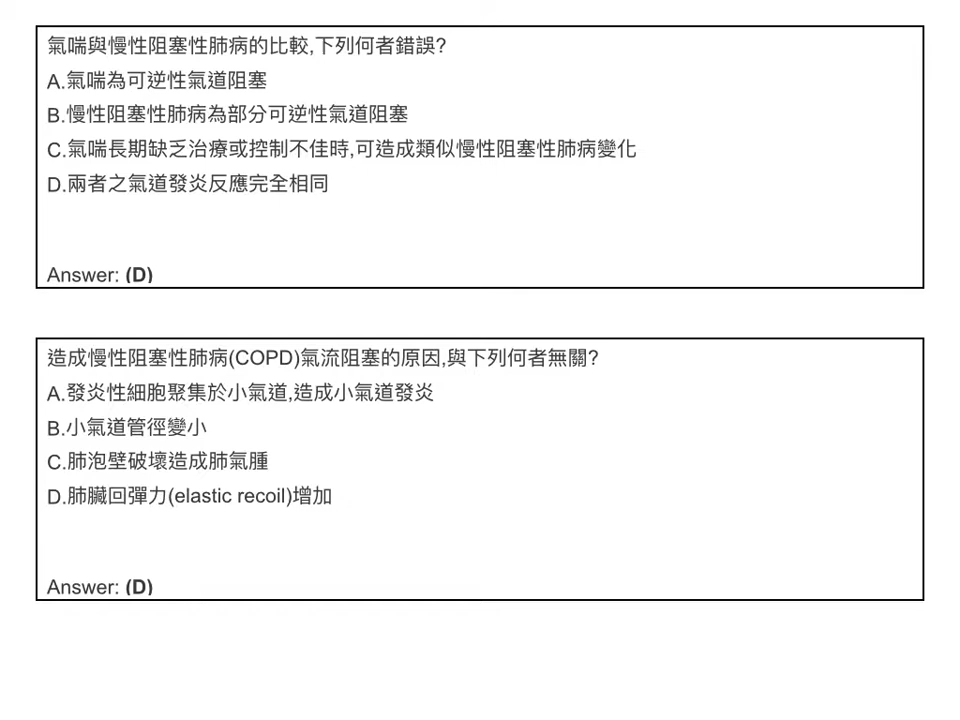 氣喘與慢性阻塞性肺病的比較,下列何者錯誤?
A.氣喘為可逆性氣道阻塞
B.慢性阻塞性肺病為部分可逆性氣道阻塞
C.氣喘長期缺乏治療或控制不佳時,可造成類似慢性阻塞性肺病變化
D.兩者之氣道發炎反應完全相同
Answer: (D)
造成慢性阻塞性肺病(COPD)氣流阻塞的原因,與下列何者無關?
A.發炎性細胞聚集於小氣道,造成小氣道發炎
B.小氣道管徑變小
C.肺泡壁破壞造成肺氣腫
D.肺臟回彈力(elastic recoil)增加
Answer: (D)